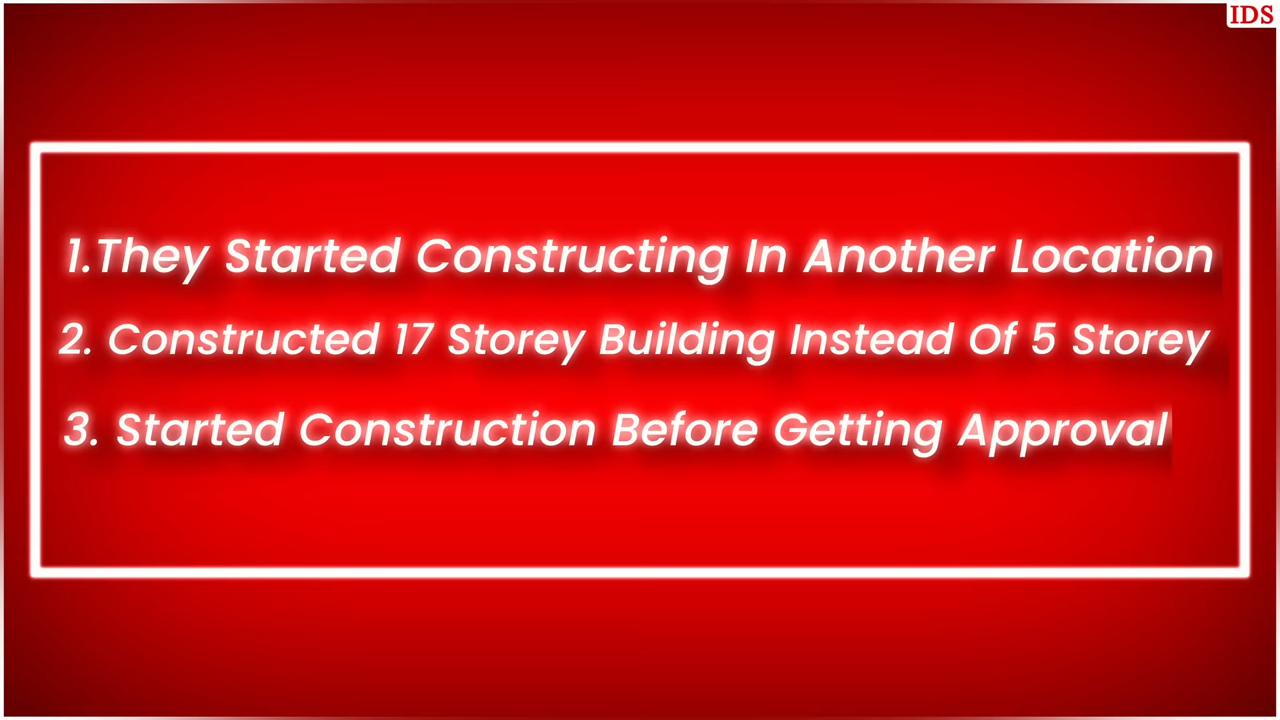 IDS
1.They Started Constructing In Another Location
2. Constructed 17 Storey Building Instead Of 5 Storey
3. Started Construction Before Getting Approval